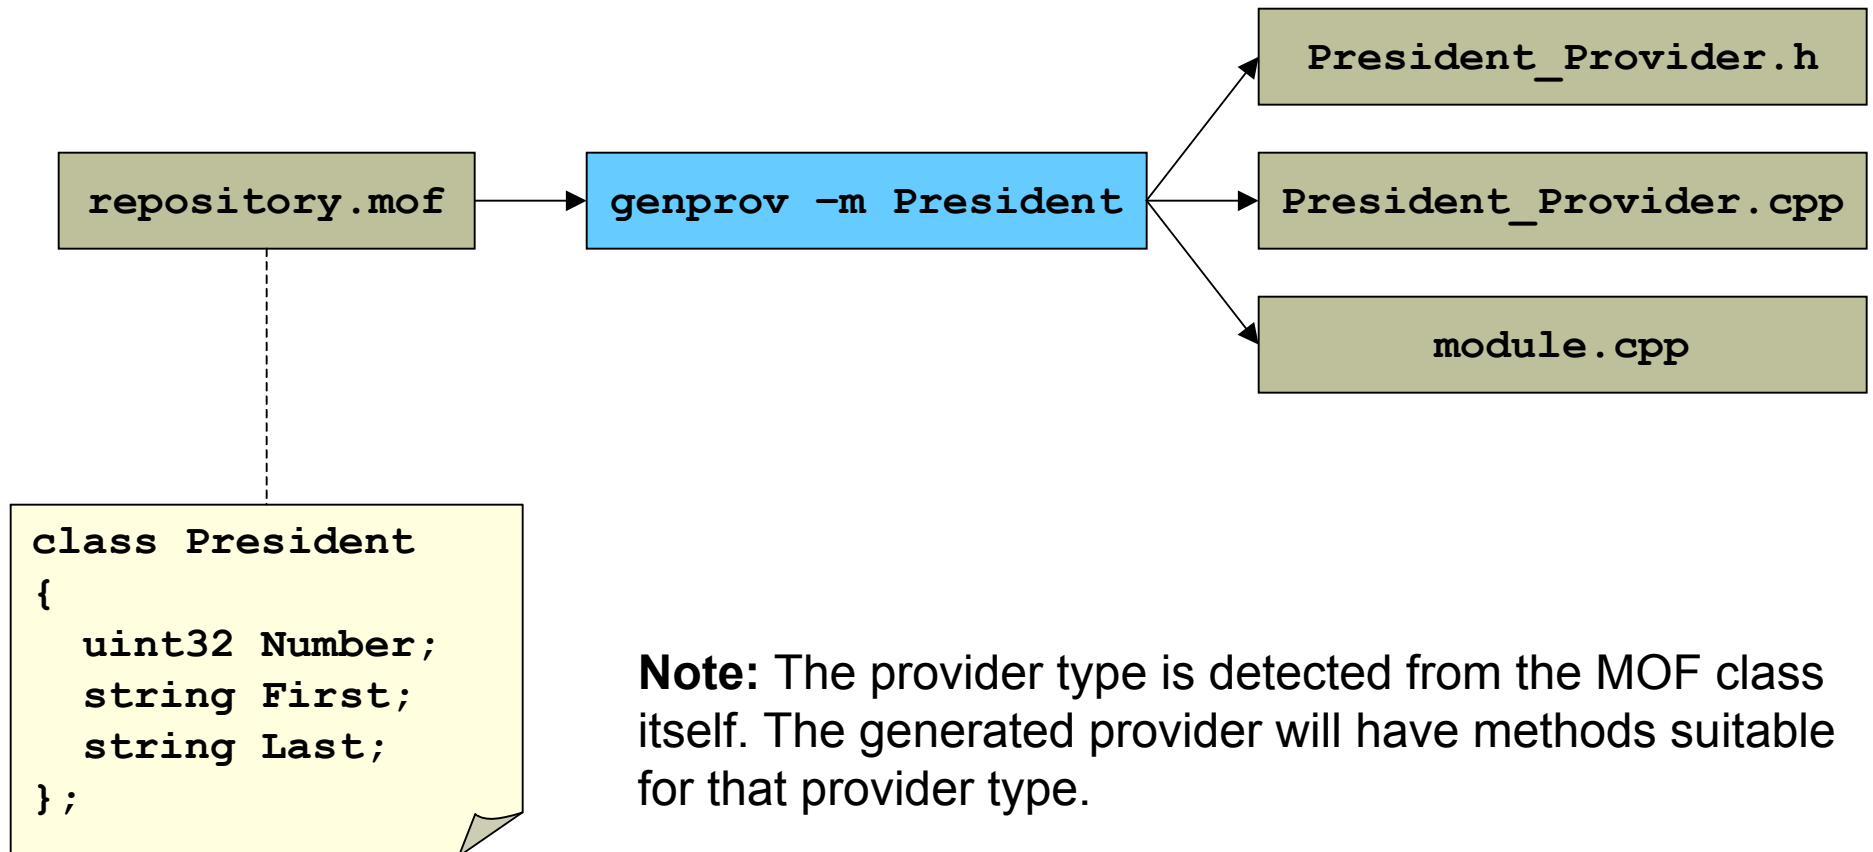 President_Provider.h
repository.mof
genprov –m President
President_Provider.cpp
module.cpp
class President
{
  uint32 Number;
  string First;
  string Last;
};
Note: The provider type is detected from the MOF class
itself. The generated provider will have methods suitable
for that provider type.